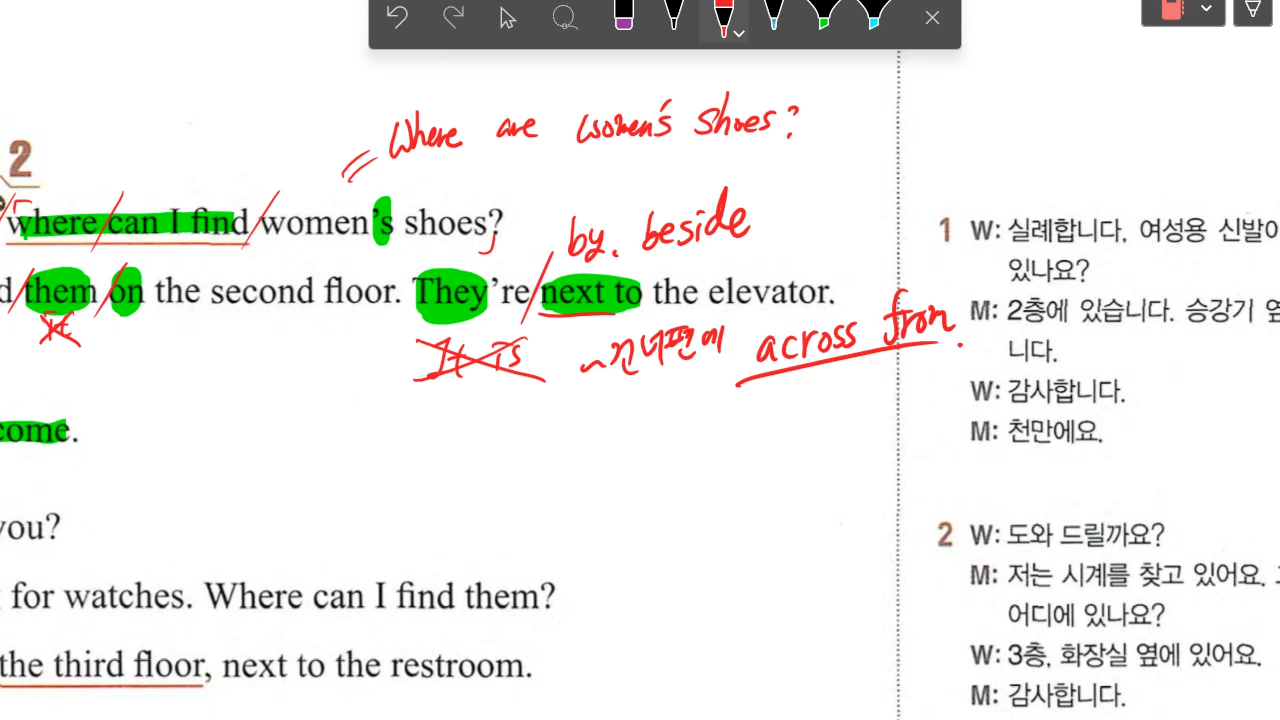 Where are women's shoes?
2
where can I find women's shoes?
by. beside
d them on the second floor. They're next to the elevator.
It
It is ~건너편에 across from.
come.
you?
for watches. Where can I find them?
the third floor, next to the restroom.
1 W: 실례합니다, 여성용 신발이
있나요?
M: 2층에 있습니다. 승강기 옆
니다.
W: 감사합니다.
M: 천만에요.
2 W: 도와 드릴까요?
M: 저는 시계를 찾고 있어요.
어디에 있나요?
W: 3층, 화장실 옆에 있어요.
M: 감사합니다.